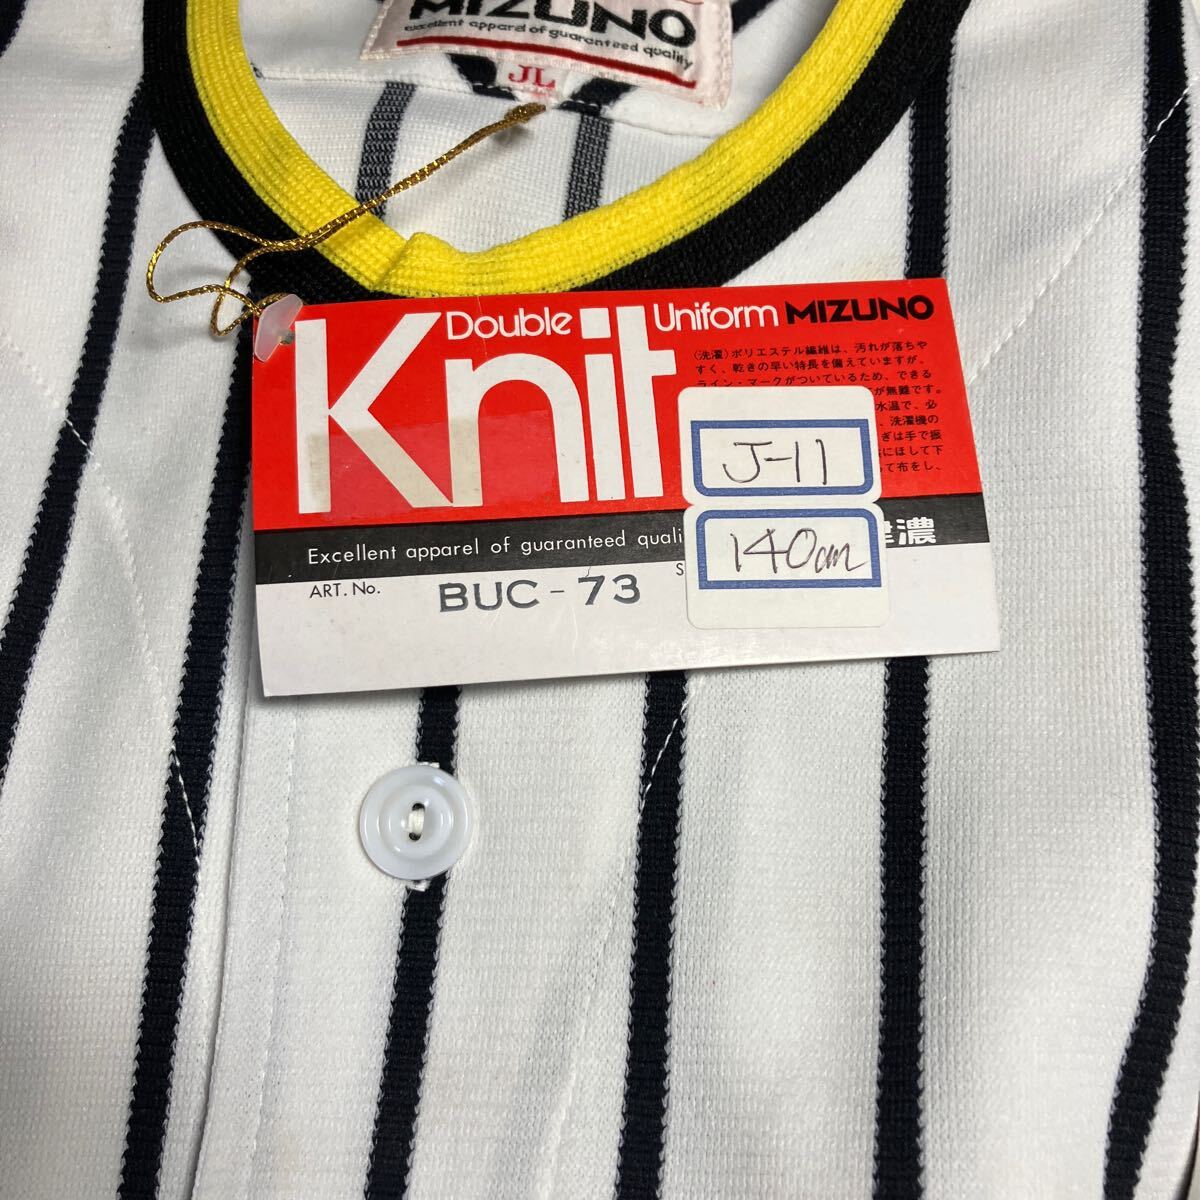 MIZUNO
excellent apparel of guaranteed quality
JL
Double Knit Uniform MIZUNO
(洗濯)ポリエステル繊維は、汚れが落ちや
すく、乾きの早い特長を備えていますが、
ライン・マークがついているため、できる
が無難です。
水温で、必
、洗濯機の
ぎは手で振
にほして下
て布をし、
J-11
140cm
Excellent apparel of guaranteed quali
濃
ART. No.
BUC-73
S